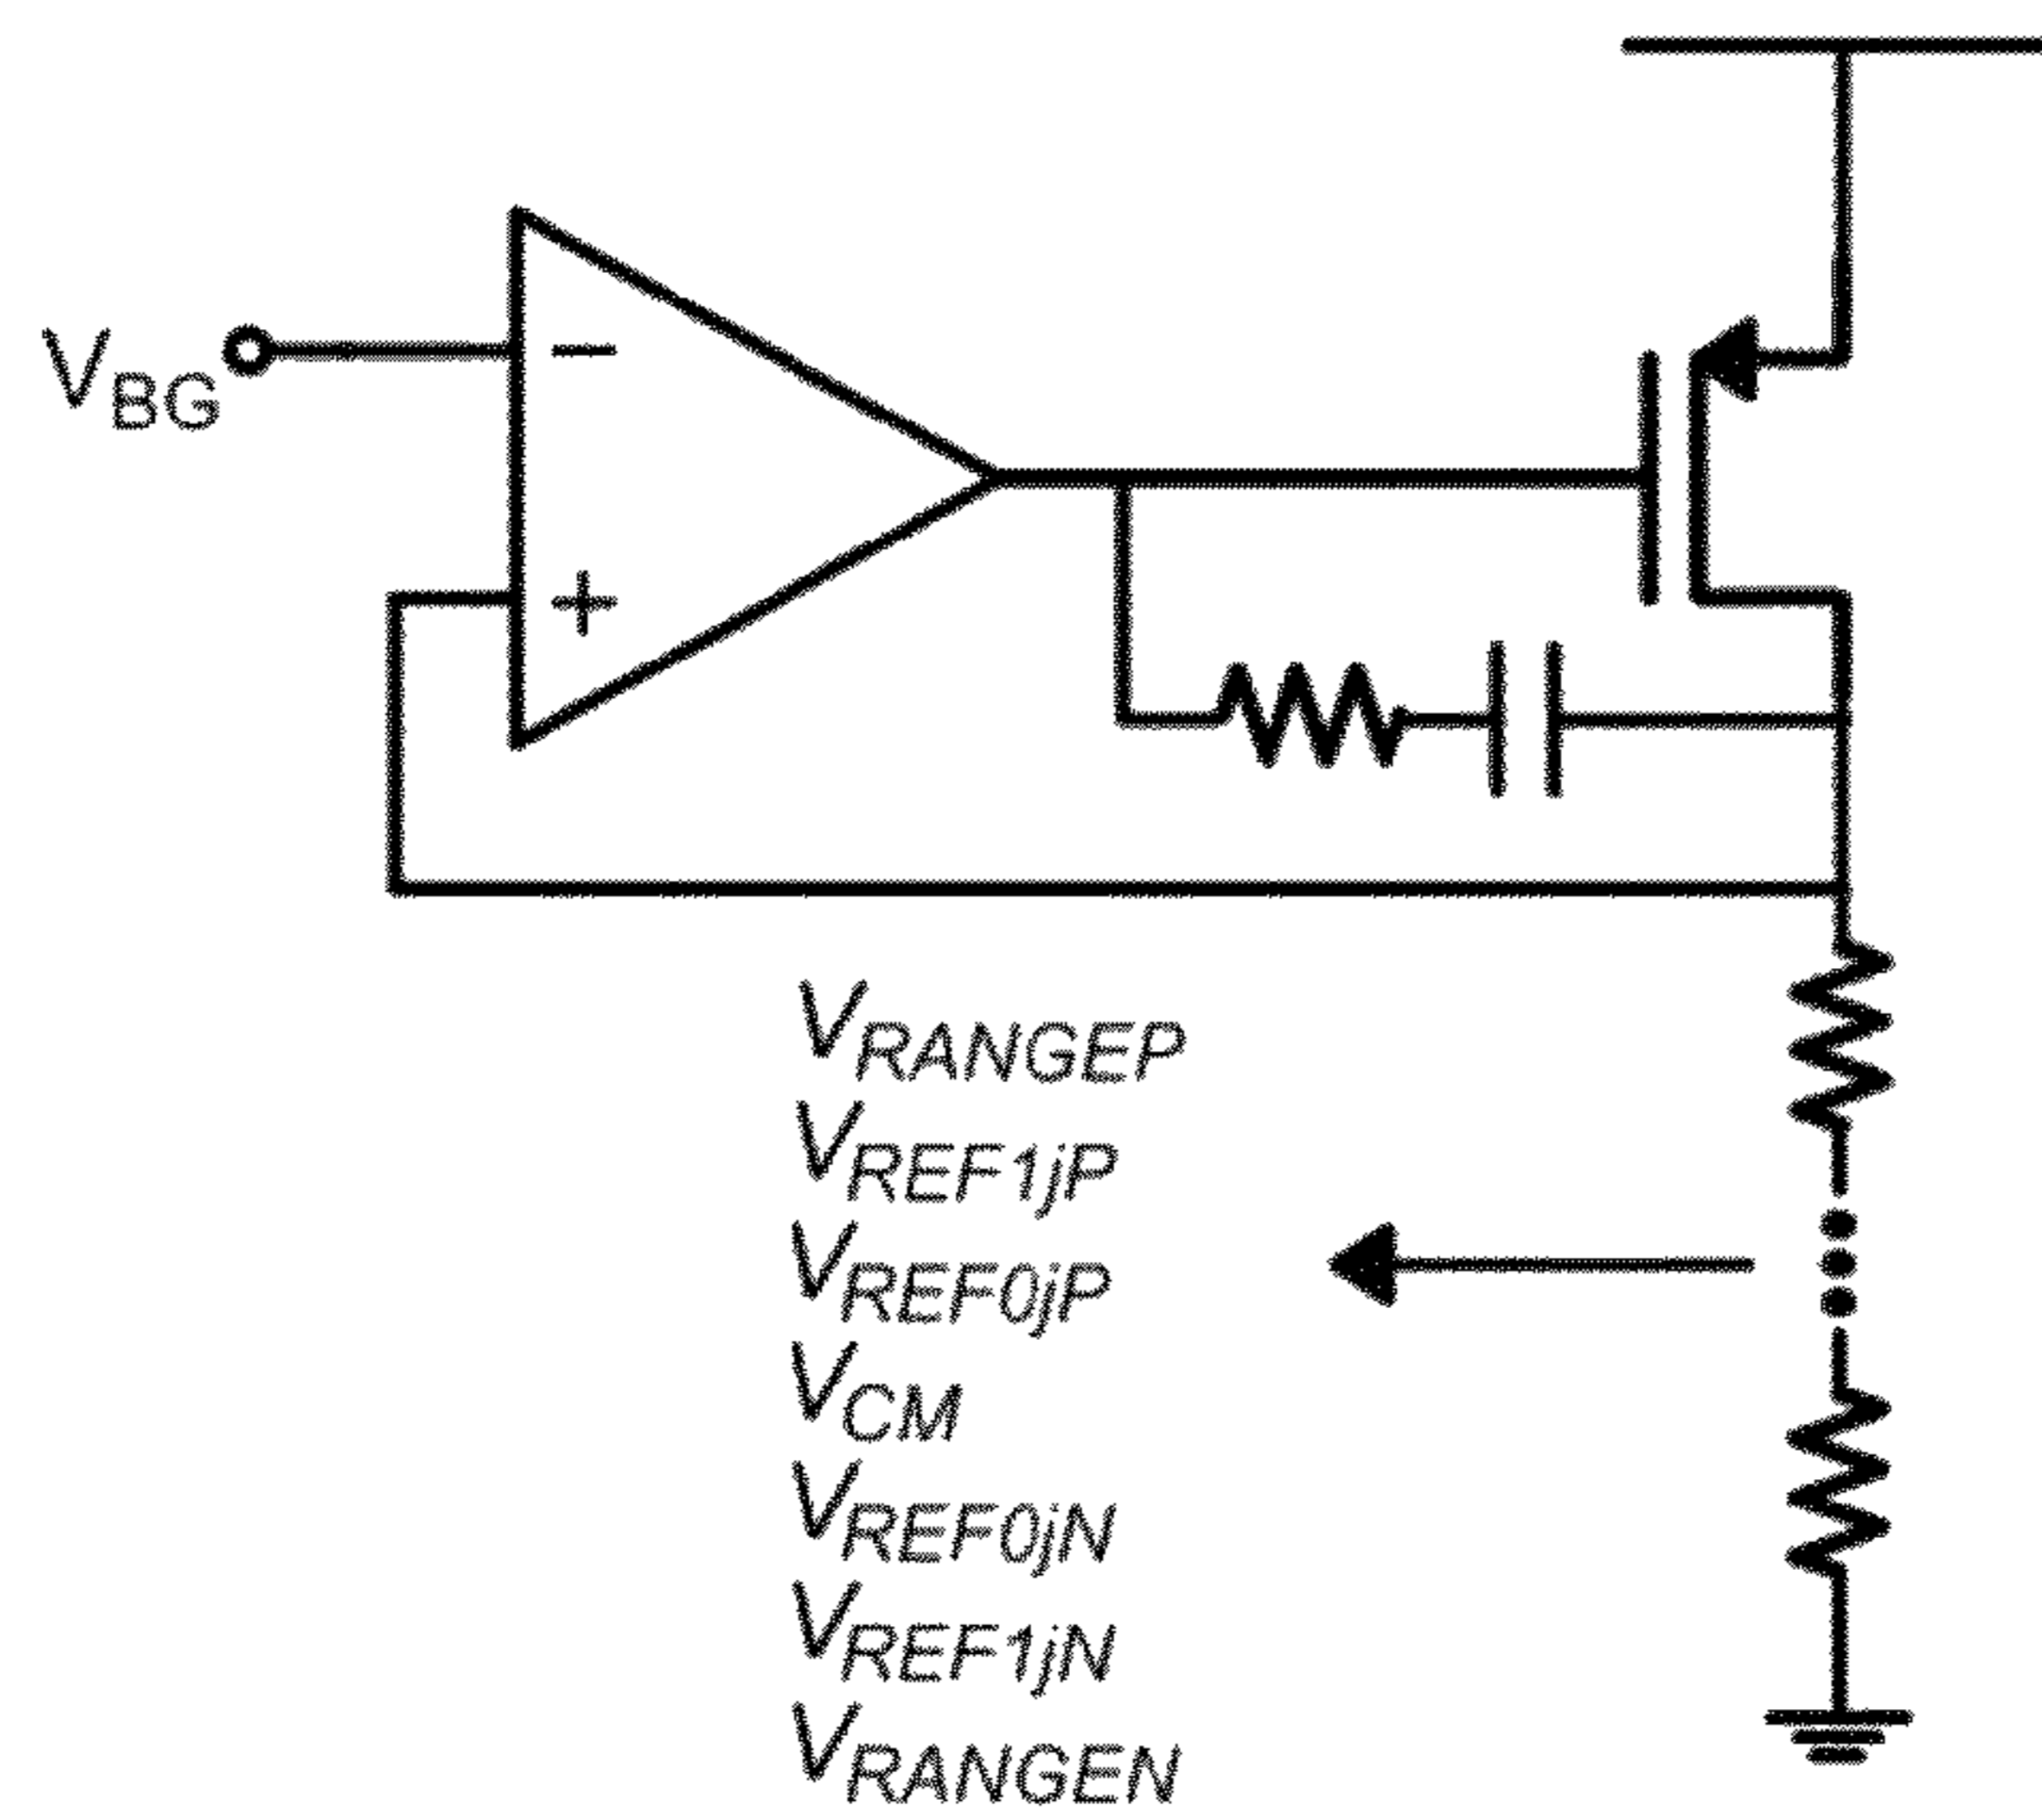 VBG
−
+
VRANGEP
VREF1jP
VREF0jP
VCM
VREF0jN
VREF1jN
VRANGEN